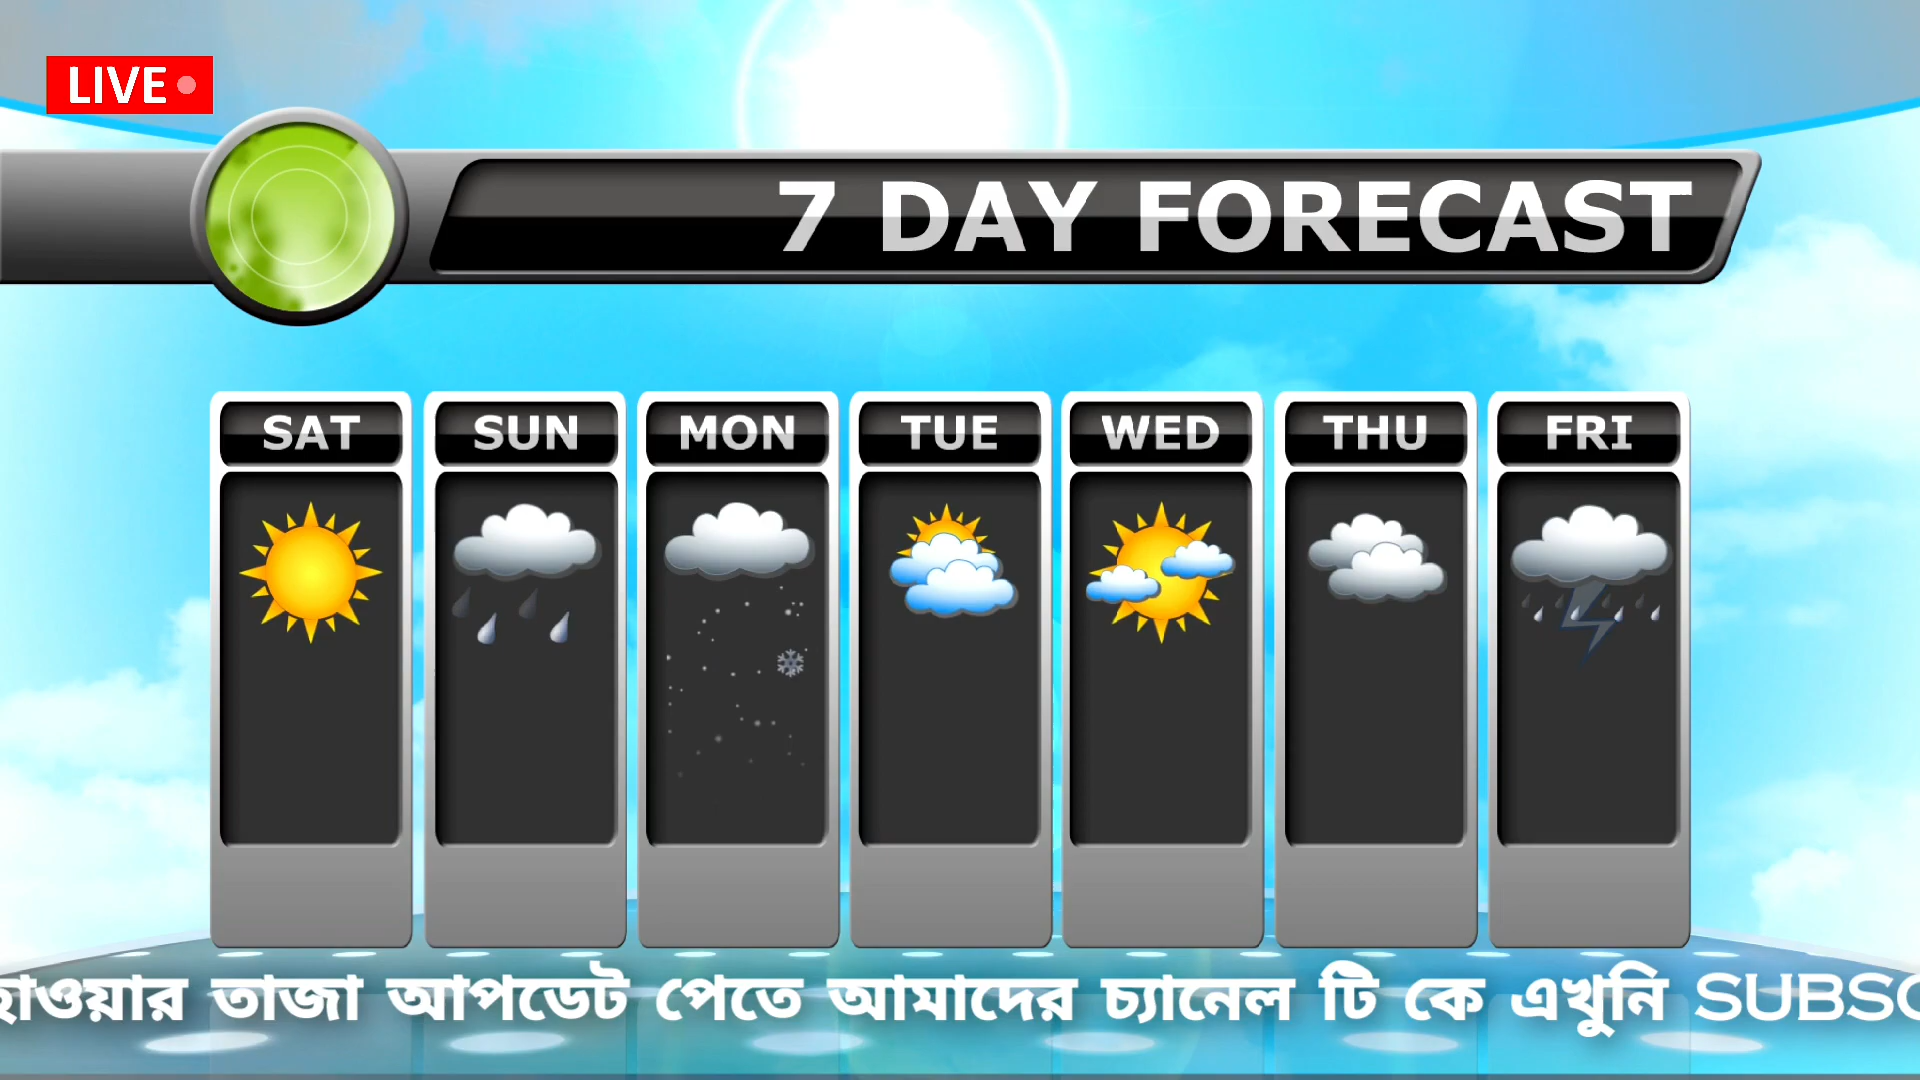 LIVE
7 DAY FORECAST
SAT SUN MON TUE WED THU FRI
তাজা আপডেট পেতে আমাদের চ্যানেল টি কে এখুনি